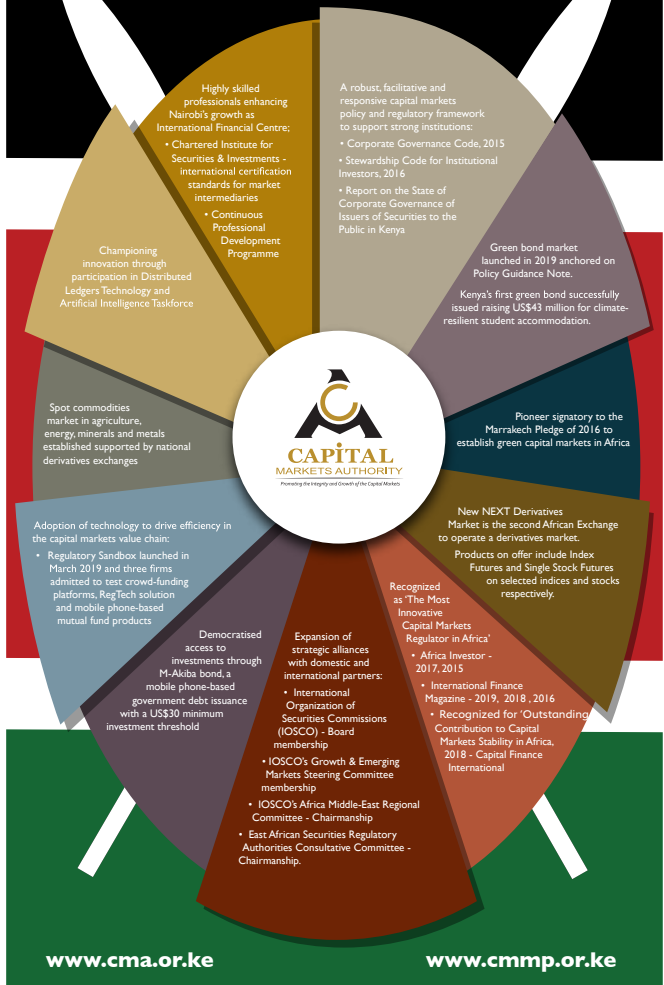 Highly skilled
professionals enhancing
Nairobi's growth as
International Financial Centre;
• Chartered Institute for
Securities & Investments -
international certification
standards for market
intermediaries
• Continuous
Professional
Development
Programme
A robust, facilitative and
responsive capital markets
policy and regulatory framework
to support strong institutions:
• Corporate Governance Code, 2015
• Stewardship Code for Institutional
Investors, 2016
• Report on the State of
Corporate Governance of
Issuers of Securities to the
Public in Kenya
Green bond market
launched in 2019 anchored on
Policy Guidance Note.
Kenya's first green bond successfully
issued raising US$43 million for climate-
resilient student accommodation.
Pioneer signatory to the
Marrakech Pledge of 2016 to
establish green capital markets in Africa
New NEXT Derivatives
Market is the second African Exchange
to operate a derivatives market.
Products on offer include Index
Futures and Single Stock Futures
on selected indices and stocks
respectively.
Recognized
as 'The Most
Innovative
Capital Markets
Regulator in Africa'
• Africa Investor -
2017, 2015
• International Finance
Magazine - 2019, 2018 , 2016
• Recognized for 'Outstanding
Contribution to Capital
Markets Stability in Africa,
2018 - Capital Finance
International
Expansion of
strategic alliances
with domestic and
international partners:
• International
Organization of
Securities Commissions
(IOSCO) - Board
membership
• IOSCO's Growth & Emerging
Markets Steering Committee
membership
• IOSCO's Africa Middle-East Regional
Committee - Chairmanship
• East African Securities Regulatory
Authorities Consultative Committee -
Chairmanship.
Democratised
access to
investments through
M-Akiba bond, a
mobile phone-based
government debt issuance
with a US$30 minimum
investment threshold
Adoption of technology to drive efficiency in
the capital markets value chain:
• Regulatory Sandbox launched in
March 2019 and three firms
admitted to test crowd-funding
platforms, RegTech solution
and mobile phone-based
mutual fund products
Spot commodities
market in agriculture,
energy, minerals and metals
established supported by national
derivatives exchanges
Championing
innovation through
participation in Distributed
Ledgers Technology and
Artificial Intelligence Taskforce
CAPiTAL
MARKETS AUTHORITY
Promoting the Integrity and Growth of the Capital Markets
www.cma.or.ke
www.cmmp.or.ke